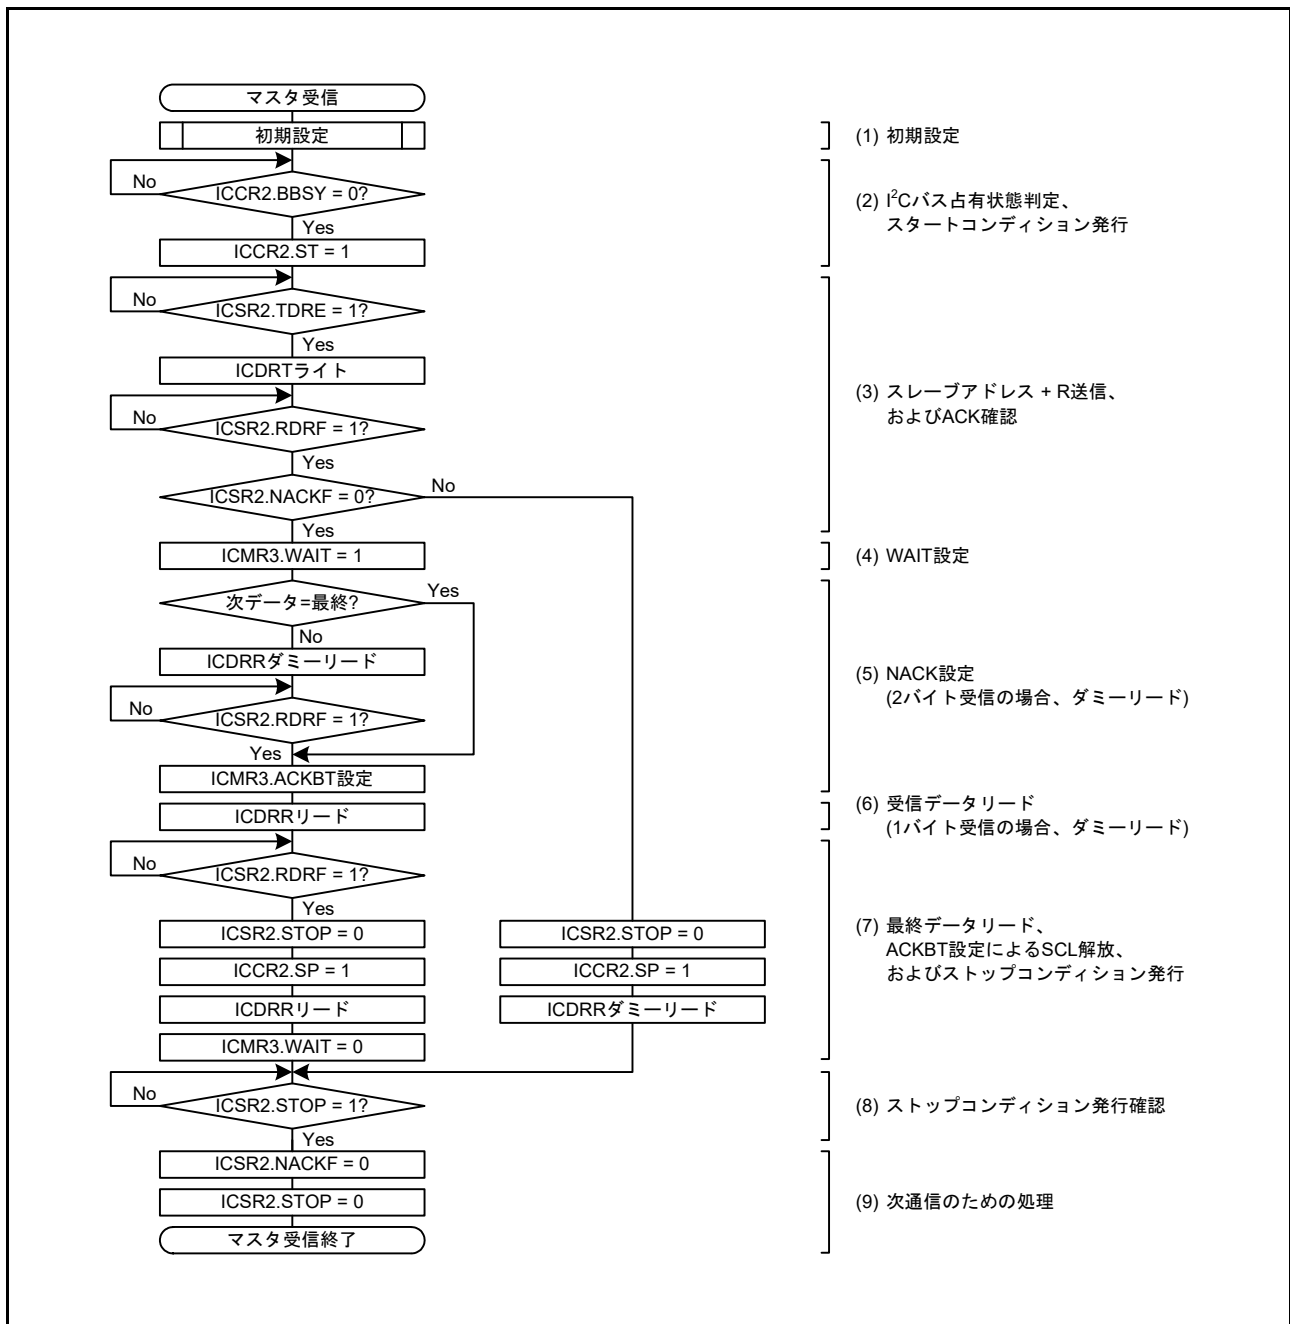 マスタ受信
初期設定
(1) 初期設定
No
ICCR2.BBSY = 0?
Yes
ICCR2.ST = 1
(2) I²Cバス占有状態判定、
スタートコンディション発行
No
ICSR2.TDRE = 1?
Yes
ICDRTライト
No
ICSR2.RDRF = 1?
Yes
ICSR2.NACKF = 0?
No
Yes
(3) スレーブアドレス + R送信、
およびACK確認
ICMR3.WAIT = 1
(4) WAIT設定
次データ=最終?
Yes
No
ICDRRダミーリード
No
ICSR2.RDRF = 1?
Yes
ICMR3.ACKBT設定
(5) NACK設定
(2バイト受信の場合、ダミーリード)
ICDRRリード
(6) 受信データリード
(1バイト受信の場合、ダミーリード)
No
ICSR2.RDRF = 1?
Yes
ICSR2.STOP = 0
ICCR2.SP = 1
ICDRRリード
ICMR3.WAIT = 0
ICSR2.STOP = 0
ICCR2.SP = 1
ICDRRダミーリード
(7) 最終データリード、
ACKBT設定によるSCL解放、
およびストップコンディション発行
No
ICSR2.STOP = 1?
Yes
(8) ストップコンディション発行確認
ICSR2.NACKF = 0
ICSR2.STOP = 0
マスタ受信終了
(9) 次通信のための処理